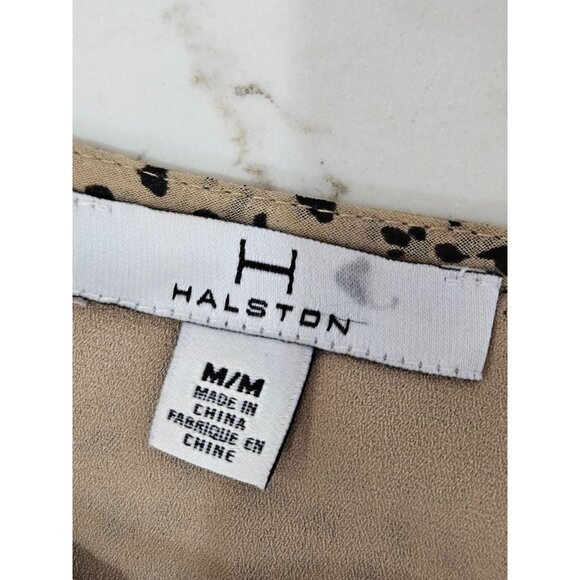 H
HALSTON
M/M
MADE IN
CHINA
FABRIQUE EN
CHINE